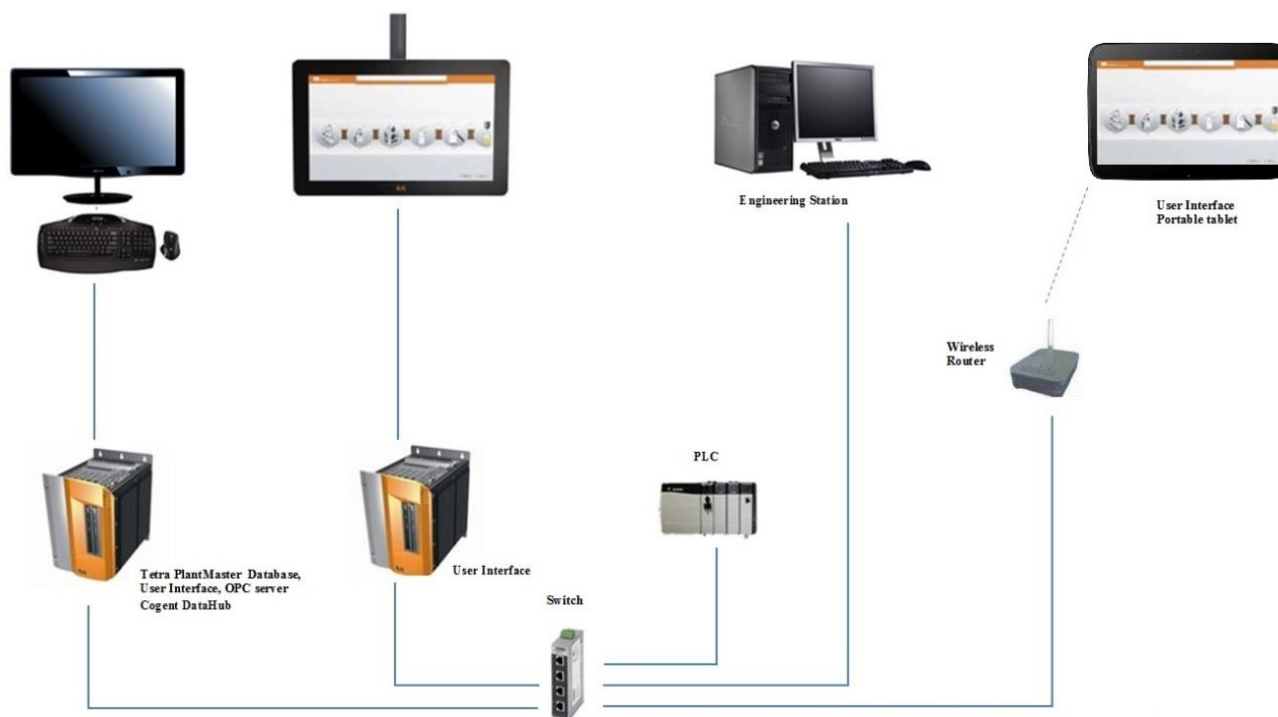 Engineering Station
User Interface
Portable tablet
Wireless
Router
PLC
Tetra PlantMaster Database,
User Interface, OPC server
Cogent DataHub
User Interface
Switch